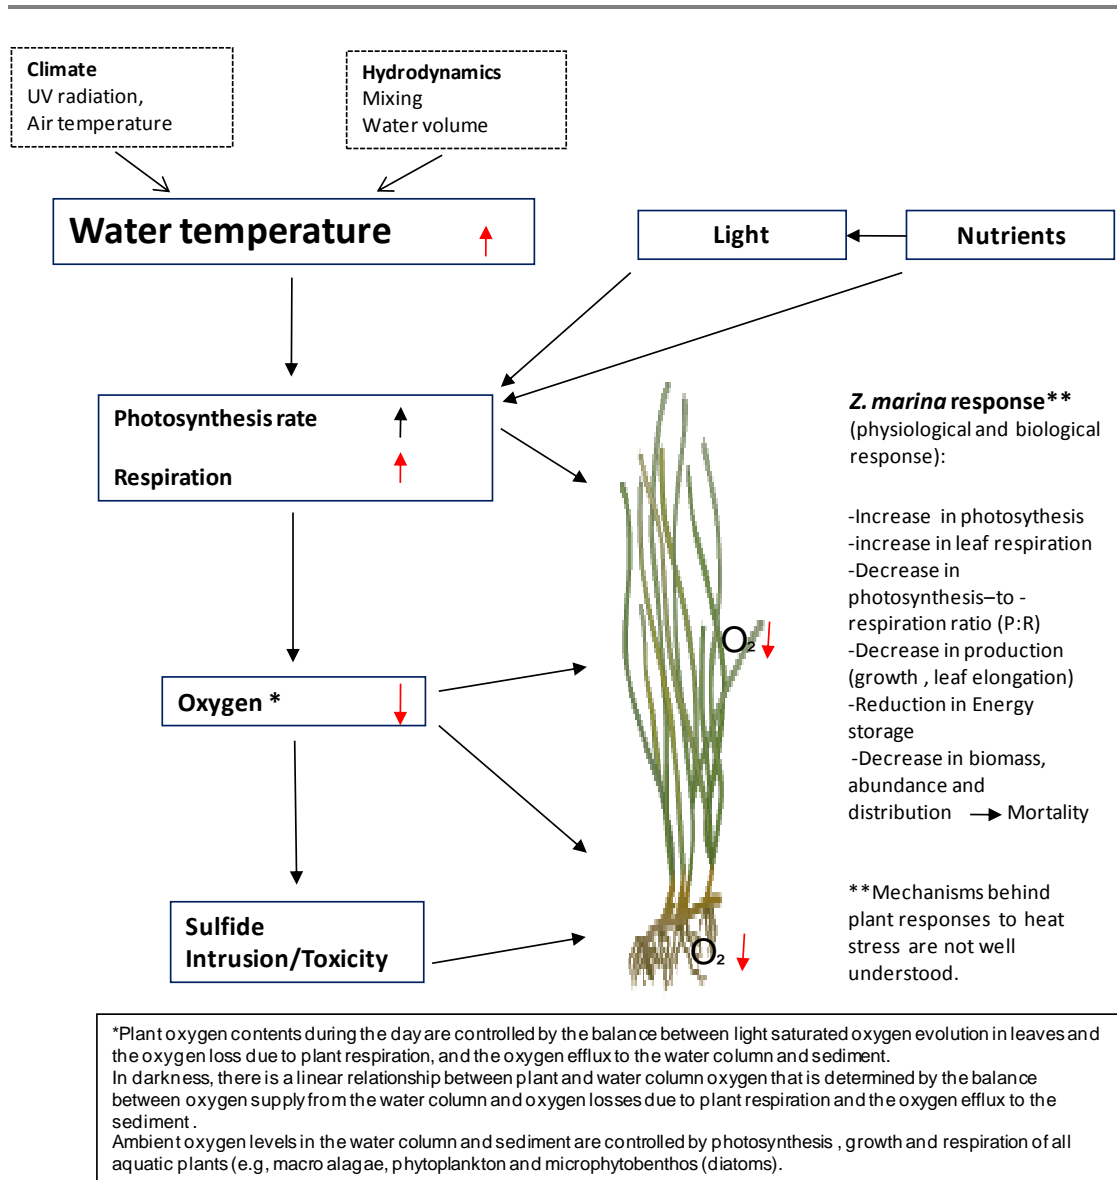 Climate
UV radiation,
Air temperature
Hydrodynamics
Mixing
Water volume
Water temperature
Light
Nutrients
Photosynthesis rate
Respiration
Z. marina response**
(physiological and biological
response):
-Increase in photosythesis
-increase in leaf respiration
-Decrease in
photosynthesis–to -
respiration ratio (P:R)
-Decrease in production
(growth , leaf elongation)
-Reduction in Energy
storage
-Decrease in biomass,
abundance and
distribution → Mortality
O₂
Oxygen *
Sulfide
Intrusion/Toxicity
O₂
**Mechanisms behind
plant responses to heat
stress are not well
understood.
*Plant oxygen contents during the day are controlled by the balance between light saturated oxygen evolution in leaves and
the oxygen loss due to plant respiration, and the oxygen efflux to the water column and sediment.
In darkness, there is a linear relationship between plant and water column oxygen that is determined by the balance
between oxygen supply from the water column and oxygen losses due to plant respiration and the oxygen efflux to the
sediment .
Ambient oxygen levels in the water column and sediment are controlled by photosynthesis , growth and respiration of all
aquatic plants (e.g, macro alagae, phytoplankton and microphytobenthos (diatoms).